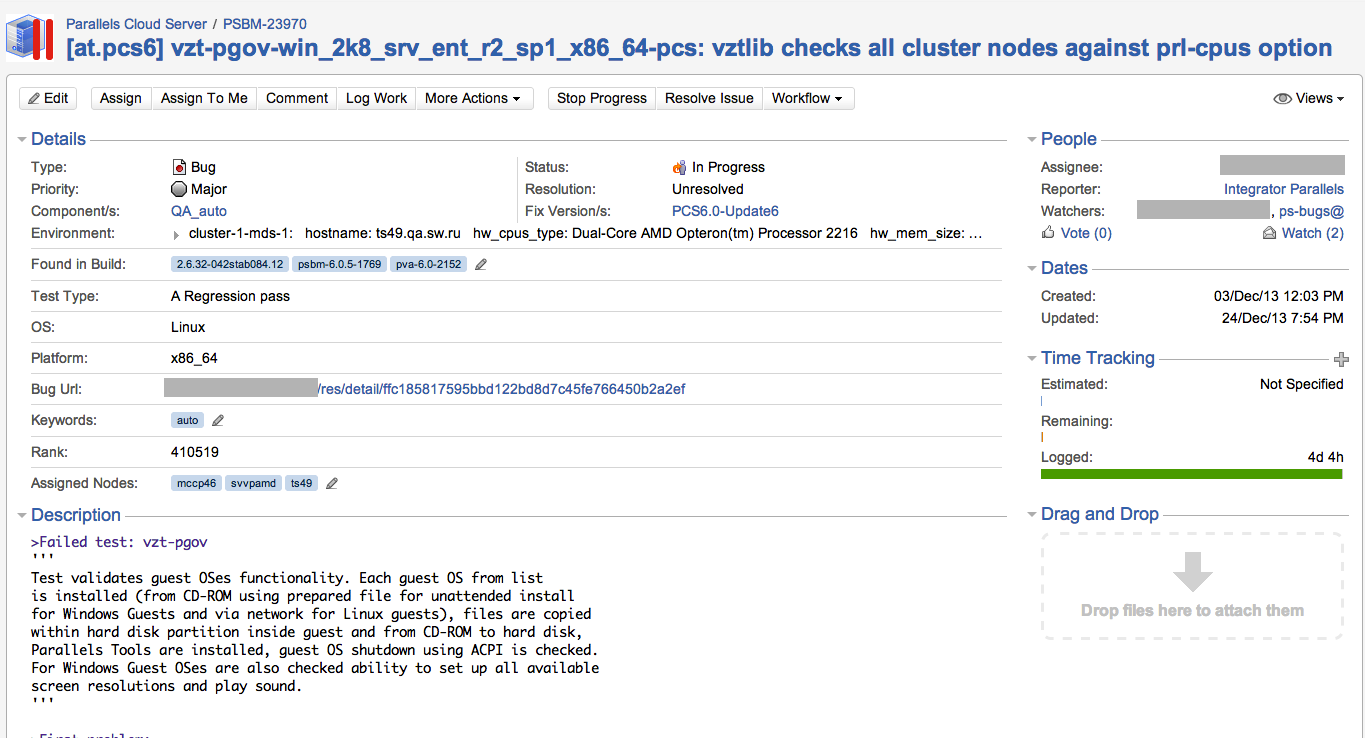 Parallels Cloud Server / PSBM-23970
[at.pcs6] vzt-pgov-win_2k8_srv_ent_r2_sp1_x86_64-pcs: vztlib checks all cluster nodes against prl-cpus option
Edit Assign Assign To Me Comment Log Work More Actions Stop Progress Resolve Issue Workflow Views
Details
Type: Bug Status: In Progress
Priority: Major Resolution: Unresolved
Component/s: QA_auto Fix Version/s: PCS6.0-Update6
Environment: cluster-1-mds-1: hostname: ts49.qa.sw.ru hw_cpus_type: Dual-Core AMD Opteron(tm) Processor 2216 hw_mem_size: ...
Found in Build: 2.6.32-042stab084.12 psbm-6.0.5-1769 pva-6.0-2152
Test Type: A Regression pass
OS: Linux
Platform: x86_64
Bug Url: /res/detail/ffc185817595bbd122bd8d7c45fe766450b2a2ef
Keywords: auto
Rank: 410519
Assigned Nodes: mccp46 svvpamd ts49
Description
>Failed test: vzt-pgov
'''
Test validates guest OSes functionality. Each guest OS from list
is installed (from CD-ROM using prepared file for unattended install
for Windows Guests and via network for Linux guests), files are copied
within hard disk partition inside guest and from CD-ROM to hard disk,
Parallels Tools are installed, guest OS shutdown using ACPI is checked.
For Windows Guest OSes are also checked ability to set up all available
screen resolutions and play sound.
'''
People
Assignee:
Reporter: Integrator Parallels
Watchers: , ps-bugs@
Vote (0) Watch (2)
Dates
Created: 03/Dec/13 12:03 PM
Updated: 24/Dec/13 7:54 PM
Time Tracking
Estimated: Not Specified
Remaining:
Logged: 4d 4h
Drag and Drop
Drop files here to attach them